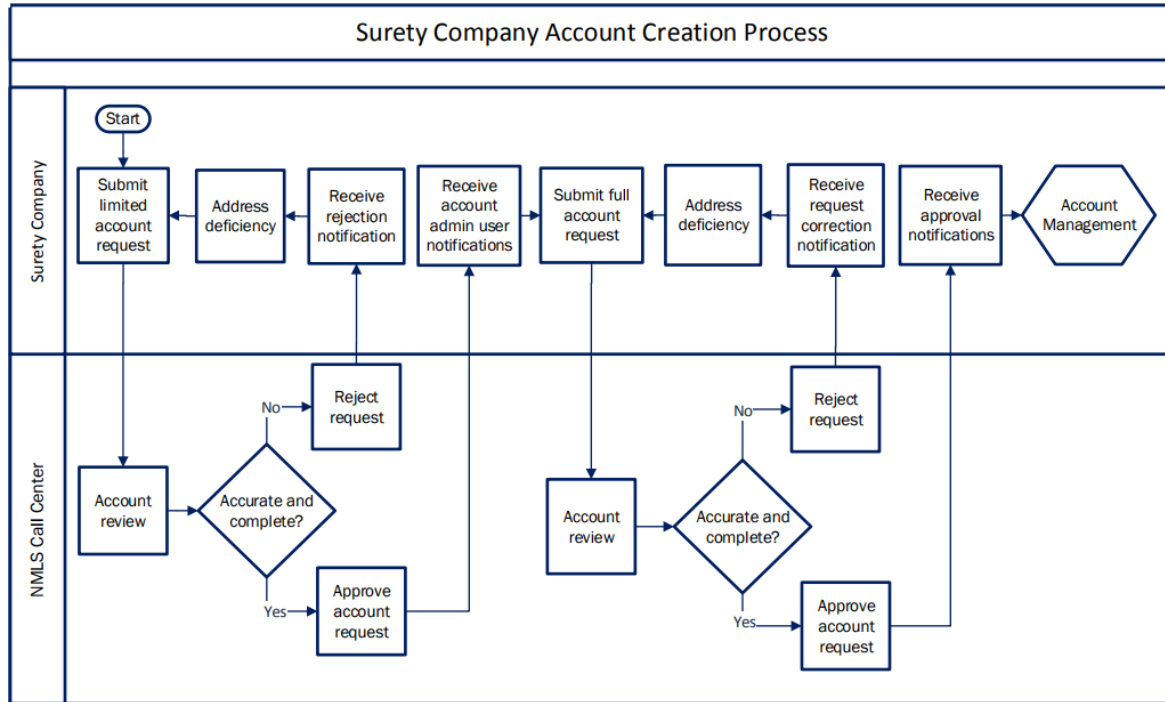 Surety Company Account Creation Process
Surety Company
Start
Submit
limited
account
request
Address
deficiency
Receive
rejection
notification
Receive
account
admin user
notifications
Submit full
account
request
Address
deficiency
Receive
request
correction
notification
Receive
approval
notifications
Account
Management
NMLS Call Center
Account
review
Accurate and
complete?
No
Reject
request
Yes
Approve
account
request
Account
review
Accurate and
complete?
No
Reject
request
Yes
Approve
account
request